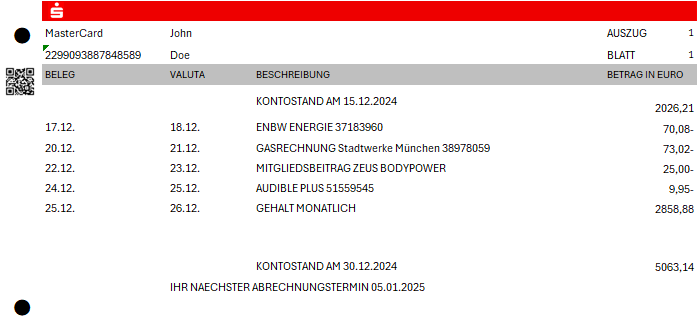 MasterCard John AUSZUG 1
2299093887848589 Doe BLATT 1
BELEG VALUTA BESCHREIBUNG BETRAG IN EURO
KONTOSTAND AM 15.12.2024 2026,21
17.12. 18.12. ENBW ENERGIE 37183960 70,08-
20.12. 21.12. GASRECHNUNG Stadtwerke München 38978059 73,02-
22.12. 23.12. MITGLIEDSBEITRAG ZEUS BODYPOWER 25,00-
24.12. 25.12. AUDIBLE PLUS 51559545 9,95-
25.12. 26.12. GEHALT MONATLICH 2858,88
KONTOSTAND AM 30.12.2024 5063,14
IHR NAECHSTER ABRECHNUNGSTERMIN 05.01.2025